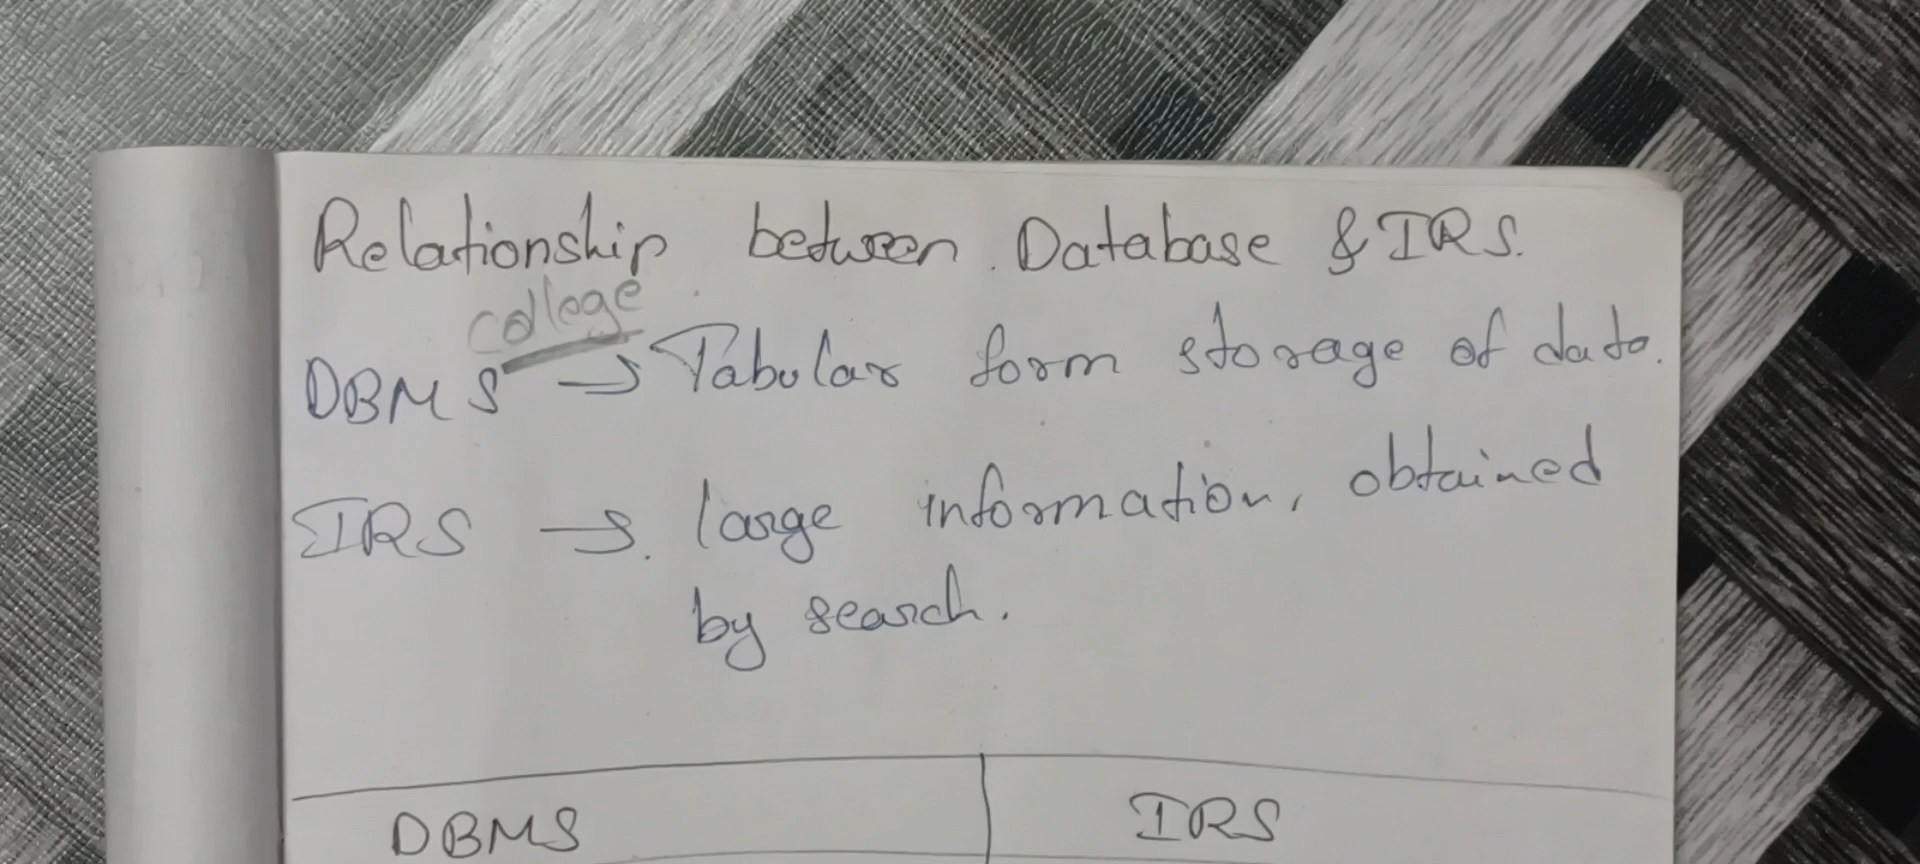 Relationship between Database & IRS.
college
DBMS → Tabular form storage of data.
IRS → large information, obtained
by search.
DBMS IRS